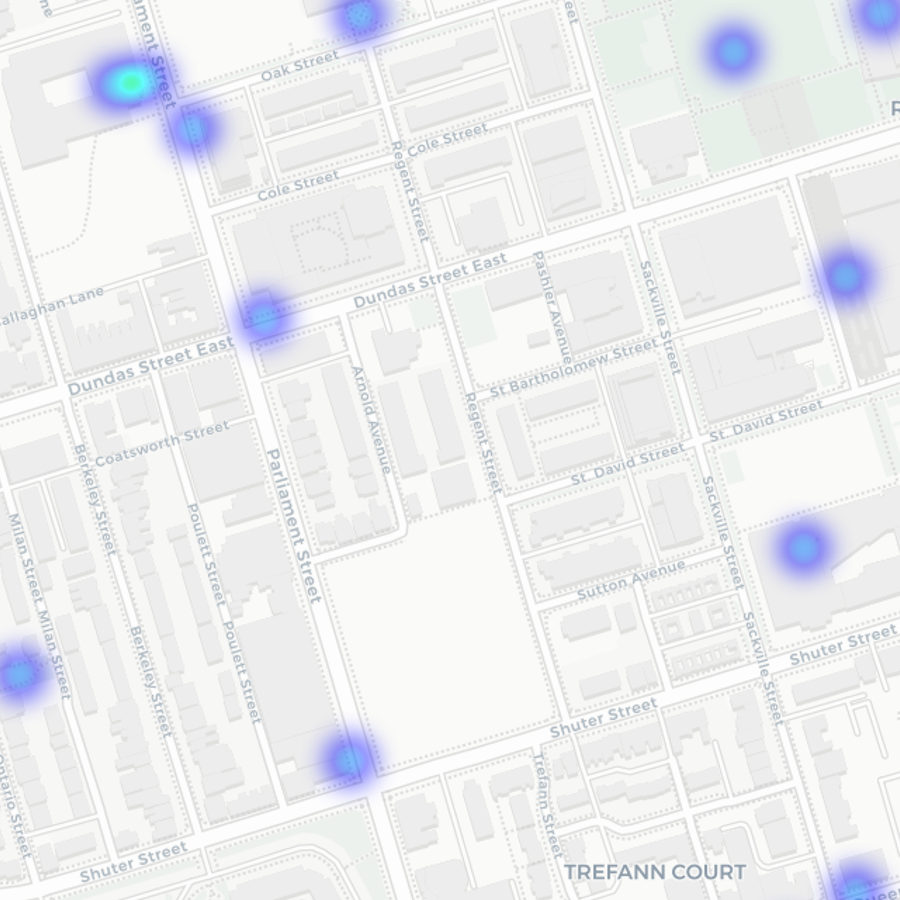 Oak Street
Cole Street
Cole Street
Regent Street
Dundas Street East
Pashler Avenue
Sackville Street
Dundas Street East
St Bartholomew Street
Arnold Avenue
Regent Street
St. David Street
St. David Street
Coatsworth Street
Berkeley Street
Parliament Street
Poulett Street
Milan Street
Milan Street
Sackville Street
Sutton Avenue
Sackville Street
Shuter Street
Berkeley Street
Poulett Street
Shuter Street
Trefann Street
Ontario Street
Shuter Street
TREFANN COURT